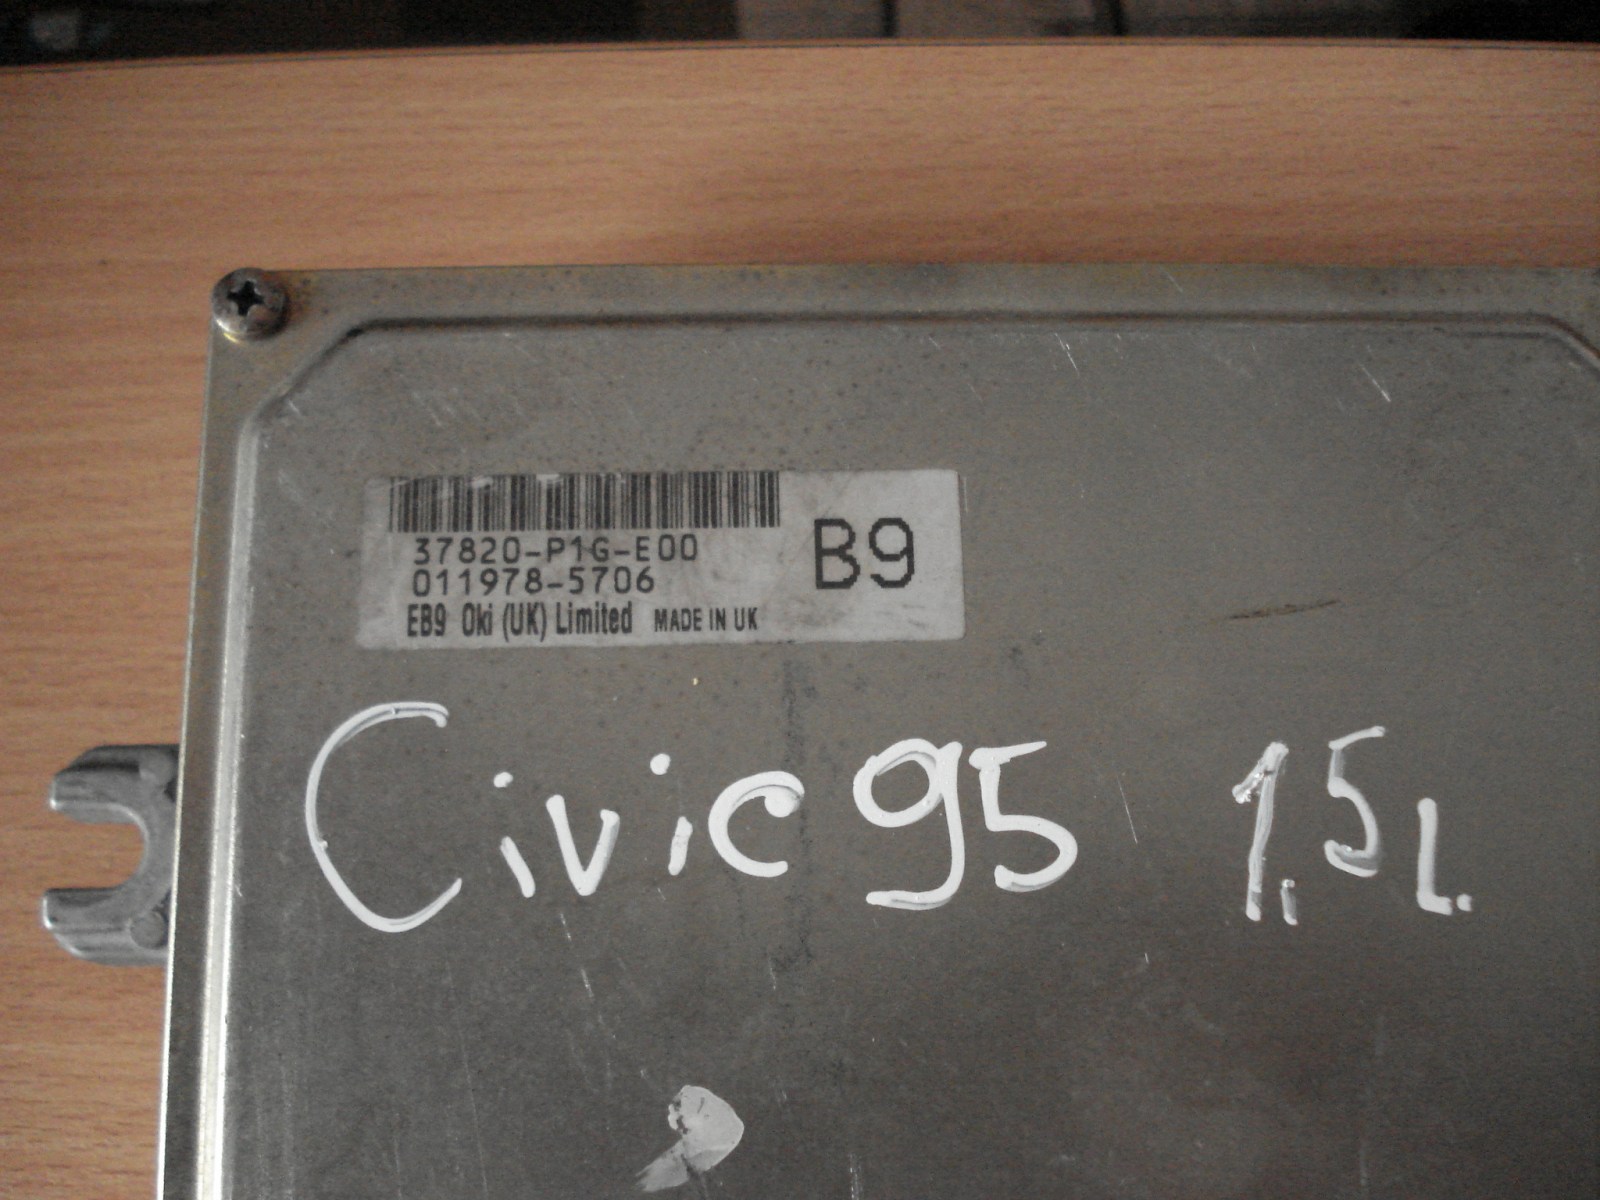 37820-P1G-E00
011978-5706
EB9 Oki (UK) Limited MADE IN UK
B9
Civic 95 1.5L.